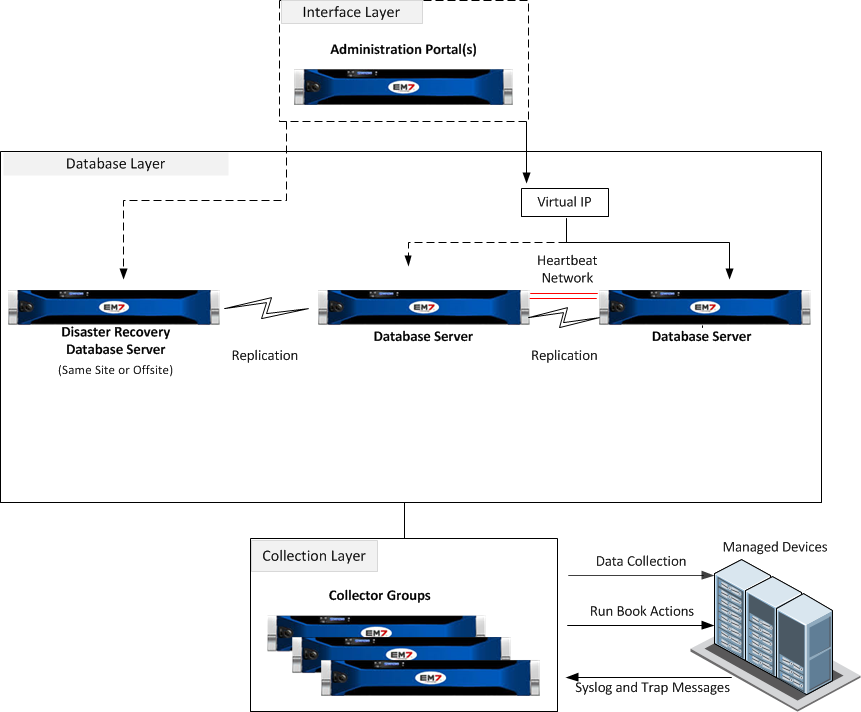 Interface Layer
Administration Portal(s)
EM7
Database Layer
Virtual IP
Heartbeat
Network
EM7
EM7
EM7
Disaster Recovery
Database Server
(Same Site or Offsite)
Replication
Database Server
Replication
Database Server
Collection Layer
Collector Groups
EM7
EM7
EM7
Managed Devices
Data Collection
Run Book Actions
Syslog and Trap Messages